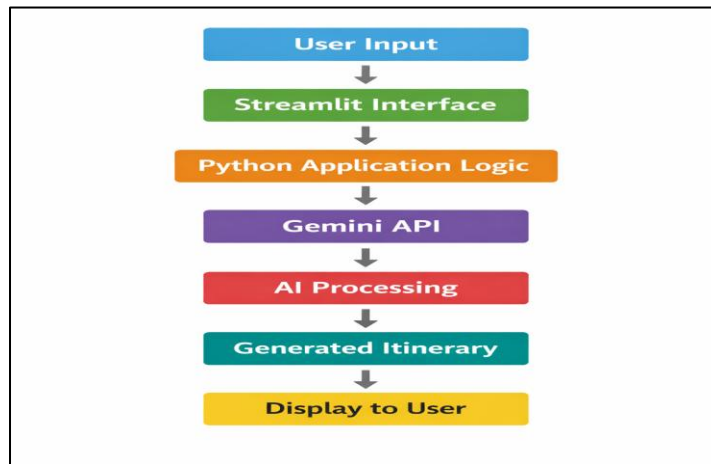 User Input
Streamlit Interface
Python Application Logic
Gemini API
AI Processing
Generated Itinerary
Display to User